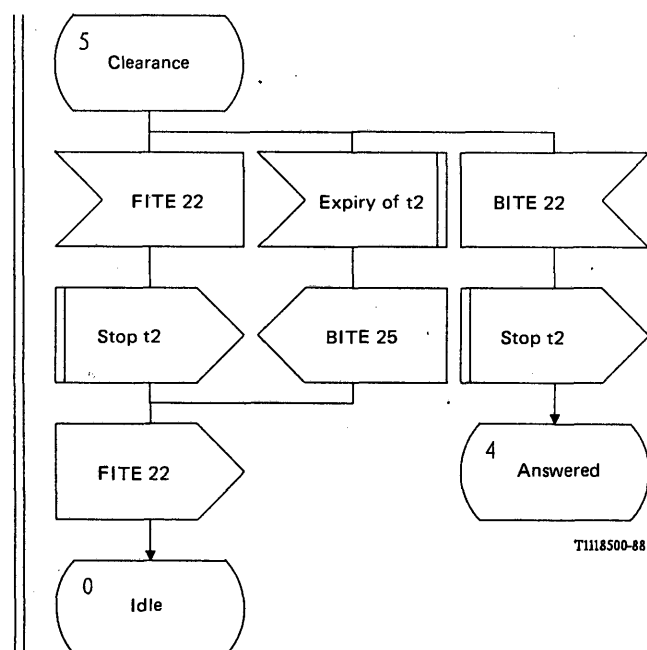 5
Clearance
FITE 22
Expiry of t2
BITE 22
Stop t2
BITE 25
Stop t2
FITE 22
4
Answered
T1118500-88
0
Idle